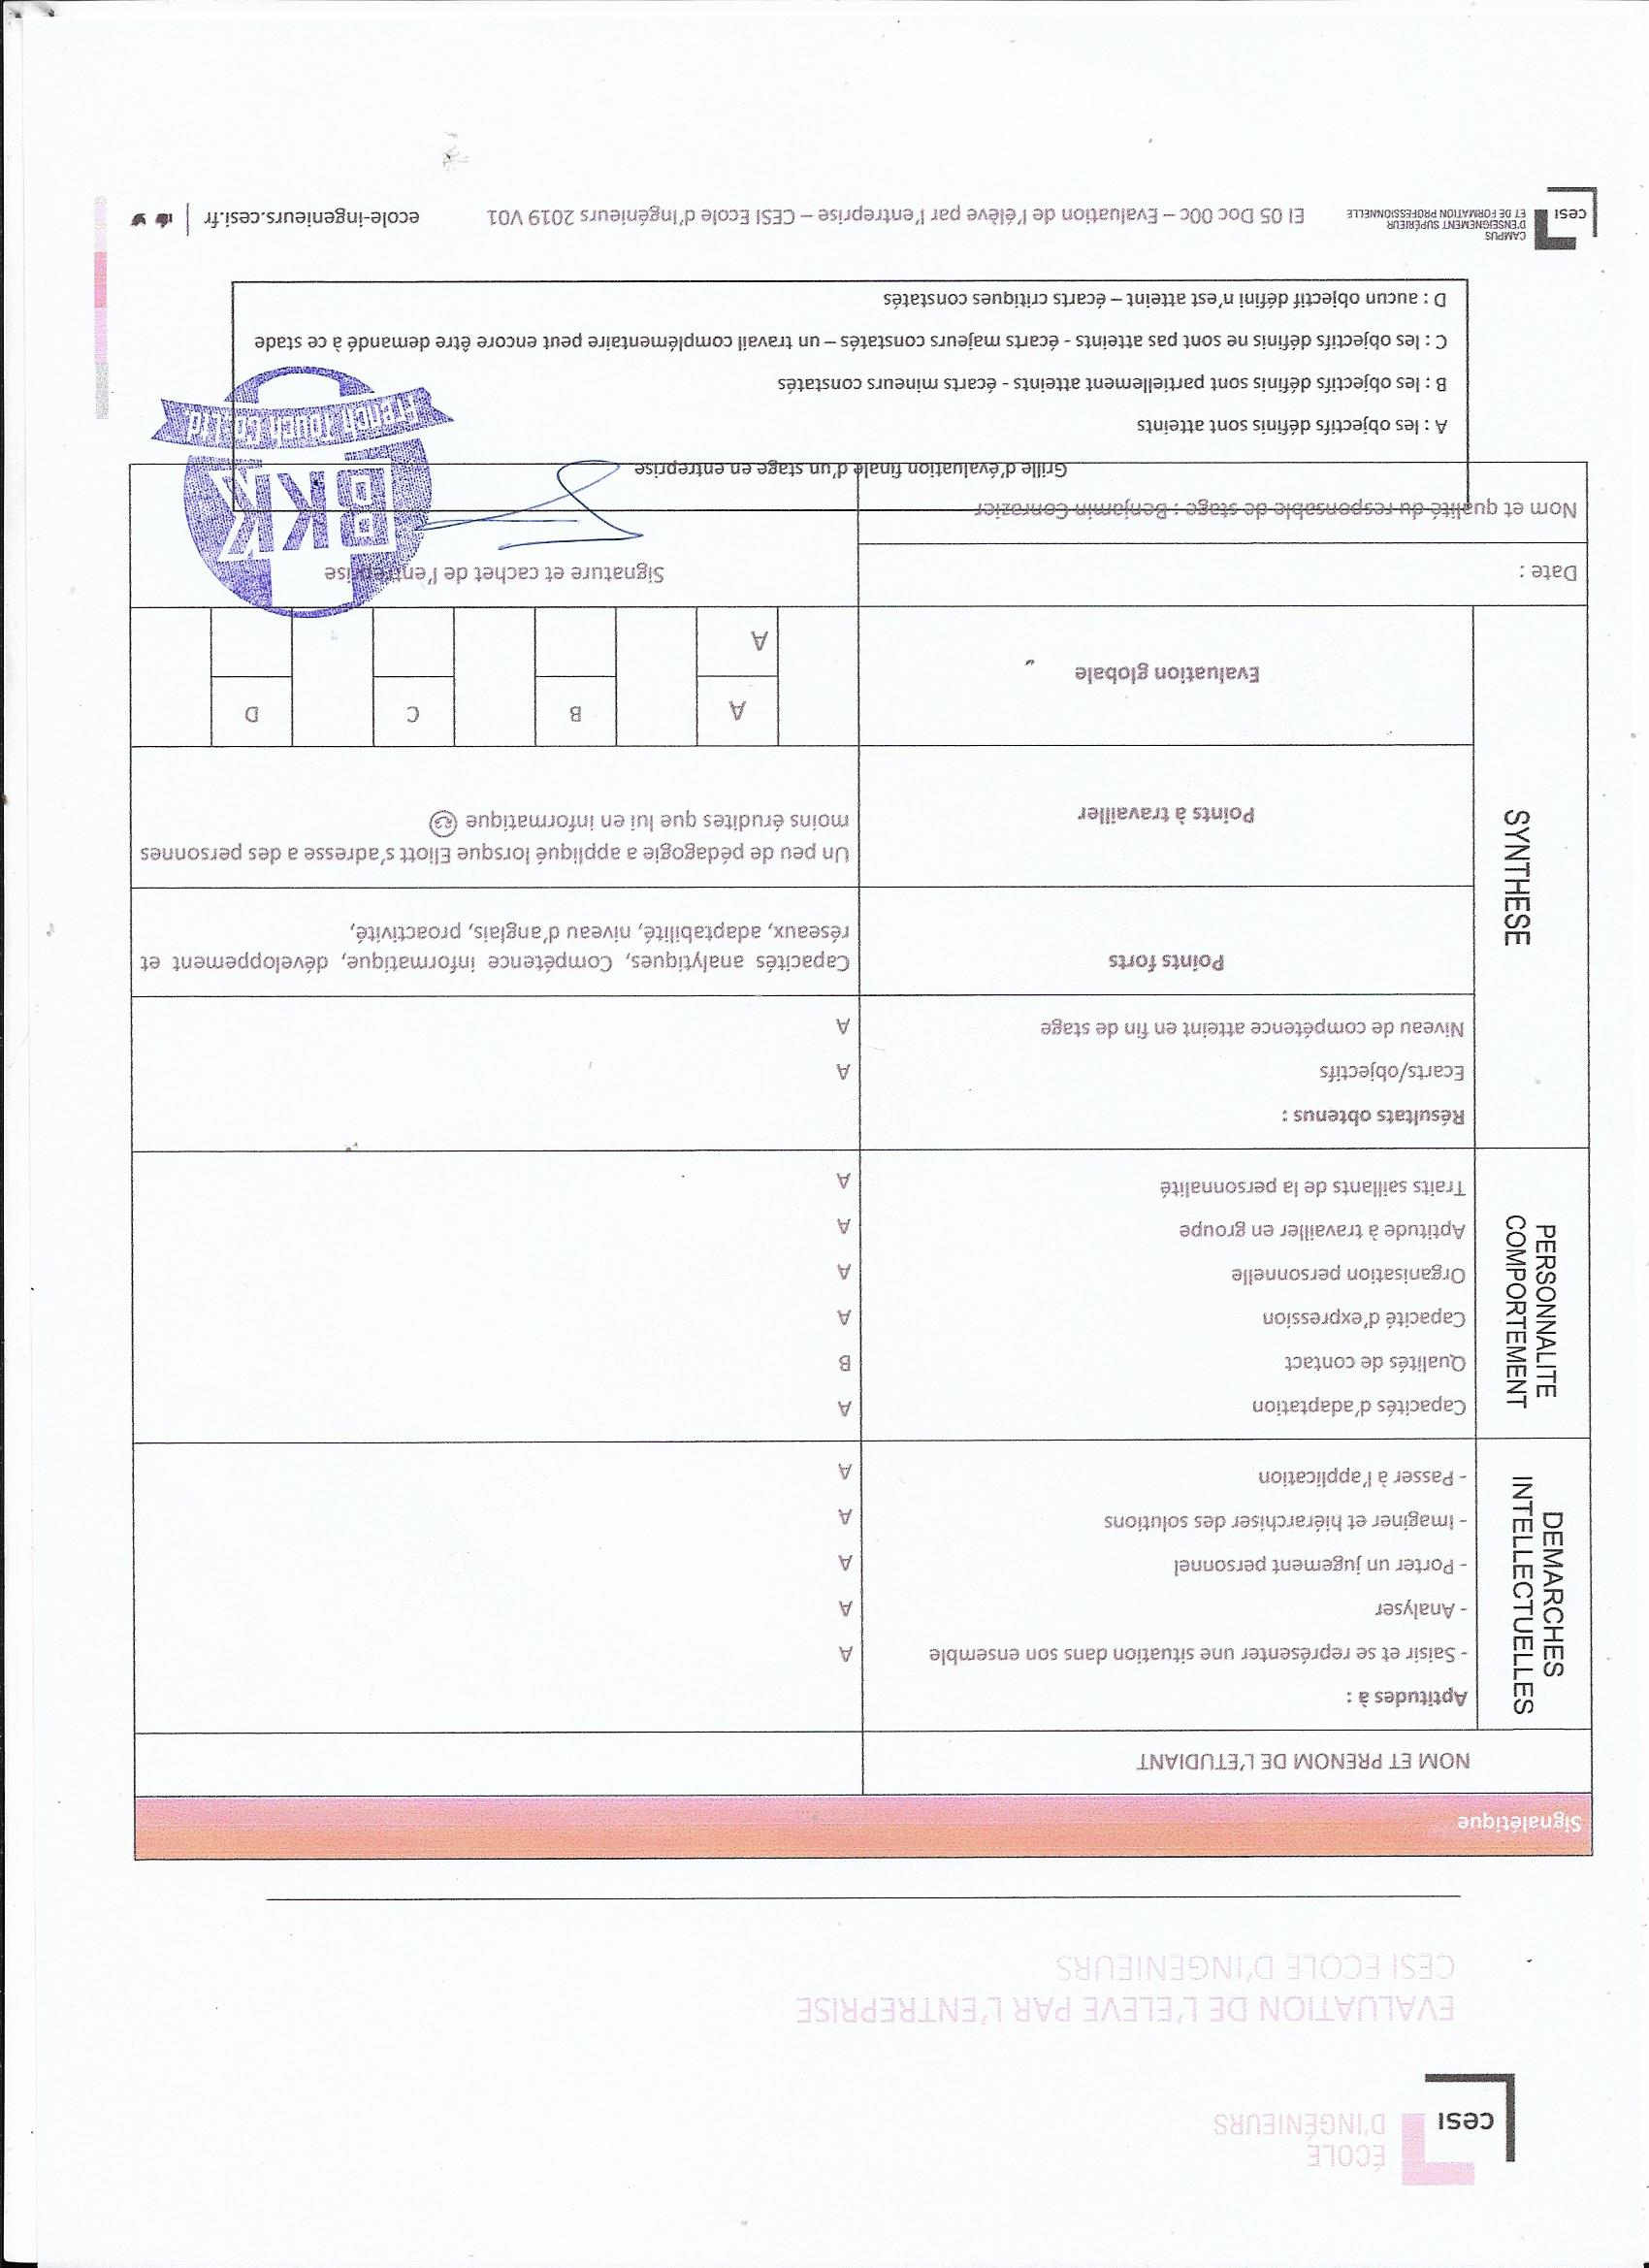 cesi
ÉCOLE
D'INGÉNIEURS
EVALUATION DE L'ELEVE PAR L'ENTREPRISE
CESI ECOLE D'INGENIEURS
Signalétique
NOM ET PRENOM DE L'ETUDIANT
DEMARCHES
INTELLECTUELLES
Aptitudes à :
- Saisir et se représenter une situation dans son ensemble A
- Analyser A
- Porter un jugement personnel A
- Imaginer et hiérarchiser des solutions A
- Passer à l'application A
PERSONNALITE
COMPORTEMENT
Capacités d'adaptation A
Qualités de contact B
Capacité d'expression A
Organisation personnelle A
Aptitude à travailler en groupe A
Traits saillants de la personnalité A
SYNTHESE
Résultats obtenus :
Ecarts/objectifs A
Niveau de compétence atteint en fin de stage A
Points forts
Capacités analytiques, Compétence informatique, développement et
réseaux, adaptabilité, niveau d'anglais, proactivité,
Points à travailler
Un peu de pédagogie a appliqué lorsque Eliott s'adresse a des personnes
moins érudites que lui en informatique
Evaluation globale
A B C D
A
Date :
Signature et cachet de l'entreprise
Nom et qualité du responsable de stage : Benjamin Conrazier
BKK
French Touch Co., Ltd.
Grille d'évaluation finale d'un stage en entreprise
A : les objectifs définis sont atteints
B : les objectifs définis sont partiellement atteints - écarts mineurs constatés
C : les objectifs définis ne sont pas atteints - écarts majeurs constatés – un travail complémentaire peut encore être demandé à ce stade
D : aucun objectif défini n'est atteint – écarts critiques constatés
cesi
CAMPUS
D'ENSEIGNEMENT SUPÉRIEUR
ET DE FORMATION PROFESSIONNELLE
EI 05 Doc 00c – Evaluation de l'élève par l'entreprise – CESI Ecole d'Ingénieurs 2019 V01
ecole-ingenieurs.cesi.fr